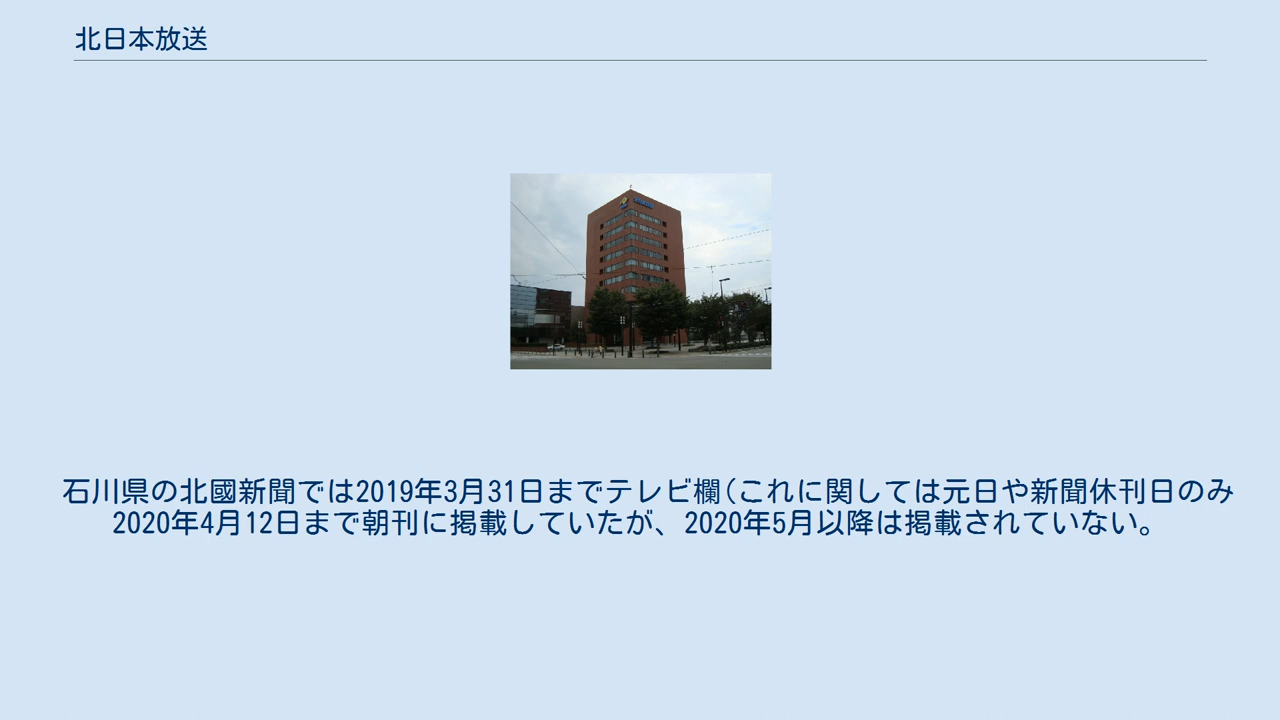 北日本放送
石川県の北國新聞では2019年3月31日までテレビ欄(これに関しては元日や新聞休刊日のみ
2020年4月12日まで朝刊に掲載していたが、2020年5月以降は掲載されていない。